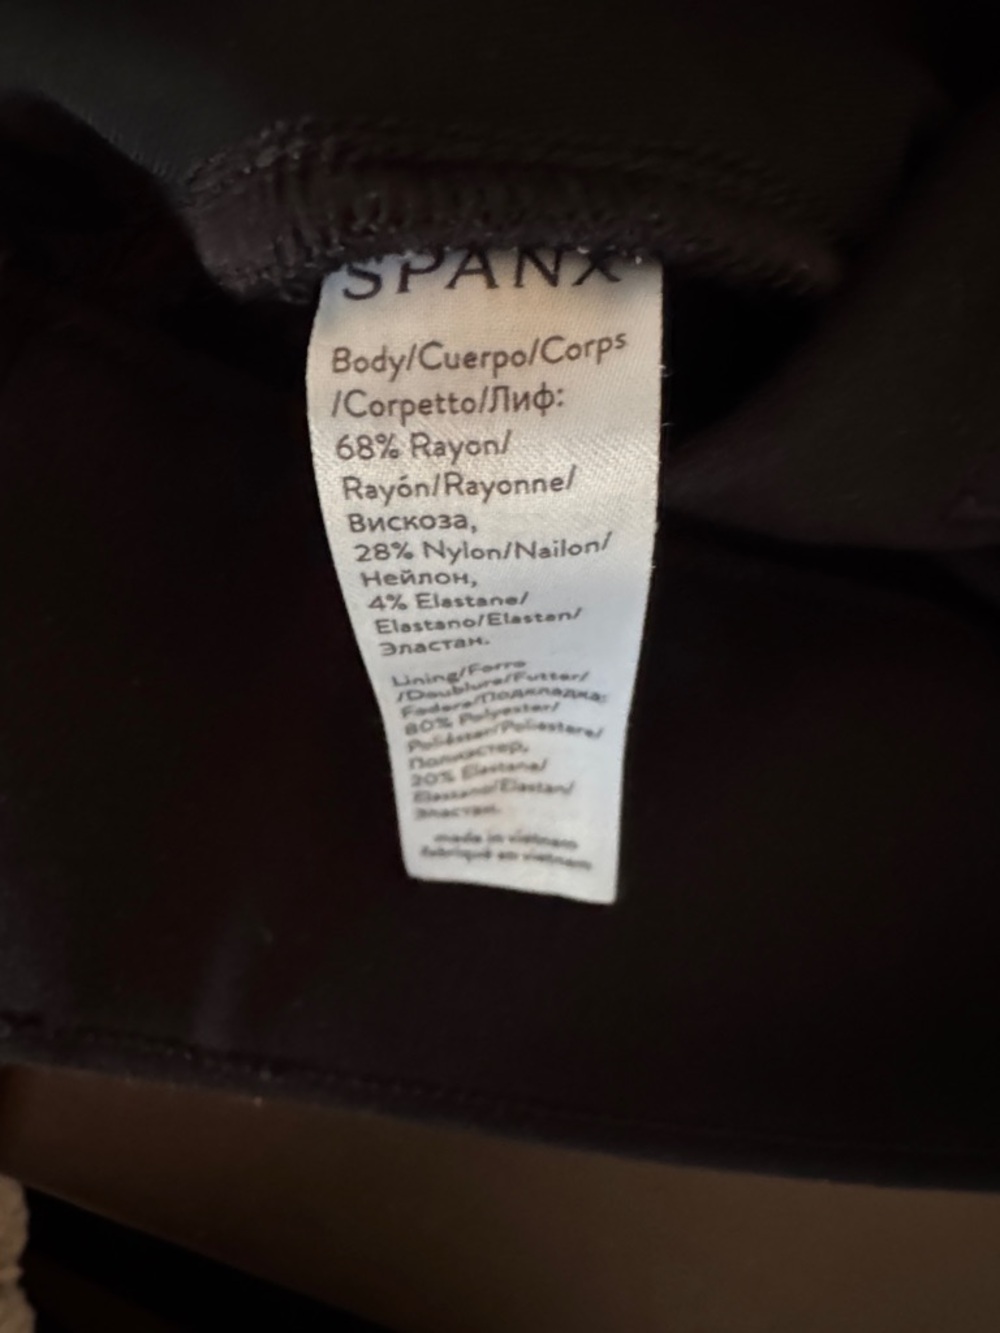 SPANX
Body/Cuerpo/Corps
/Corpetto/Лиф:
68% Rayon/
Rayón/Rayonne/
Вискоза,
28% Nylon/Nailon/
Нейлон,
4% Elastane/
Elastano/Elasten/
Эластан.
Lining/Forro
/Doublure/Futter/
Fodera/Подкладка:
80% Polyester/
Poliéster/Poliestere/
Полиэстер,
20% Elastane/
Elastano/Elastan/
Эластан.
made in vietnam
fabriqué en vietnam